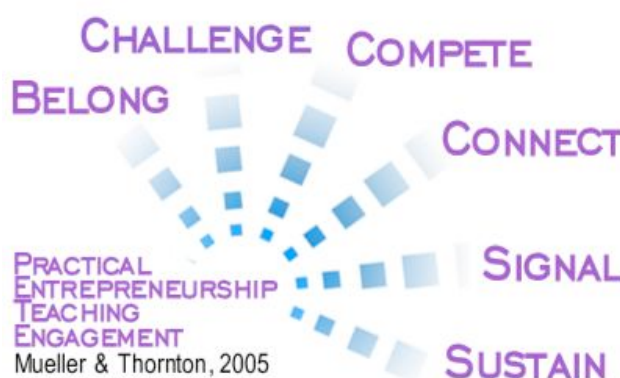 CHALLENGE
COMPETE
BELONG
CONNECT
SIGNAL
PRACTICAL
ENTREPRENEURSHIP
TEACHING
ENGAGEMENT
Mueller & Thornton, 2005
SUSTAIN